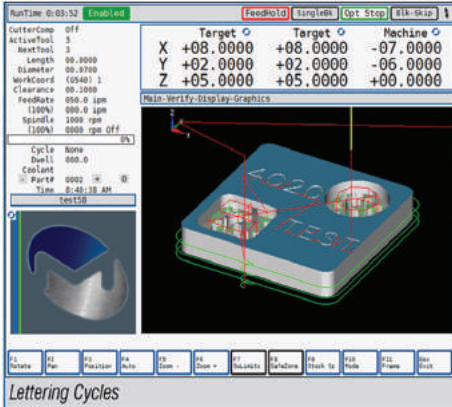 RunTime 0:03:52 Enabled FeedHold SingleBk Opt Stop Blk-Skip
CutterComp Off
ActiveTool 3
NextTool 3
Length 00.0000
Diameter 00.0700
WorkCoord (G540) 1
Clearance 00.1000
FeedRate 050.0 ipm
(100%) 000.0 ipm
Spindle 1000 rpm
(100%) 0000 rpm Off
0%
Cycle None
Dwell 000.0
Coolant
- Part# 0002 + 0
Time 8:40:38 AM
test50
Target Target Machine
X +08.0000 +08.0000 -07.0000
Y +02.0000 +02.0000 -06.0000
Z +05.0000 +05.0000 +00.0000
Main-Verify-Display-Graphics
Z
X
4020
TEST
F1 F2 F3 F4 F5 F6 F7 F8 F9 F10 F11 Esc
Rotate Pan Position Auto Zoom - Zoom + SoLimits SafeZone Stock Sz Mode Frame Exit
Lettering Cycles